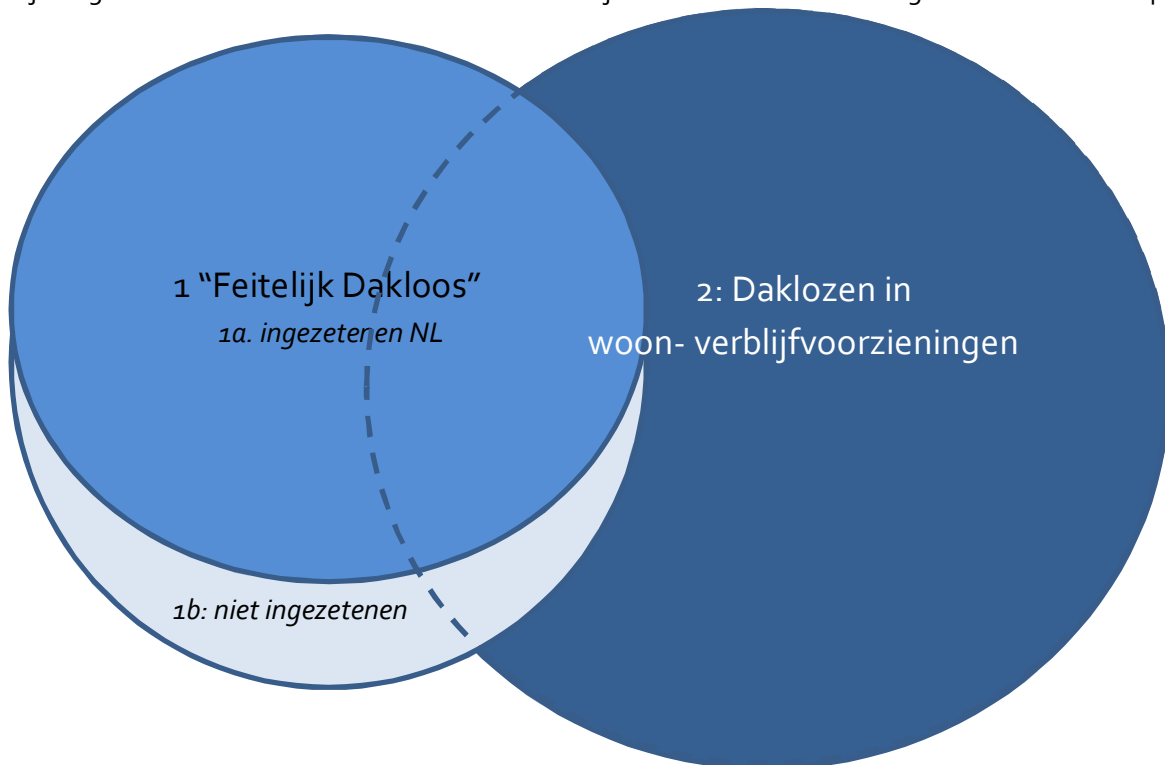 1 “Feitelijk Dakloos”
1a. ingezetenen NL
2: Daklozen in
woon- verblijfvoorzieningen
1b: niet ingezetenen